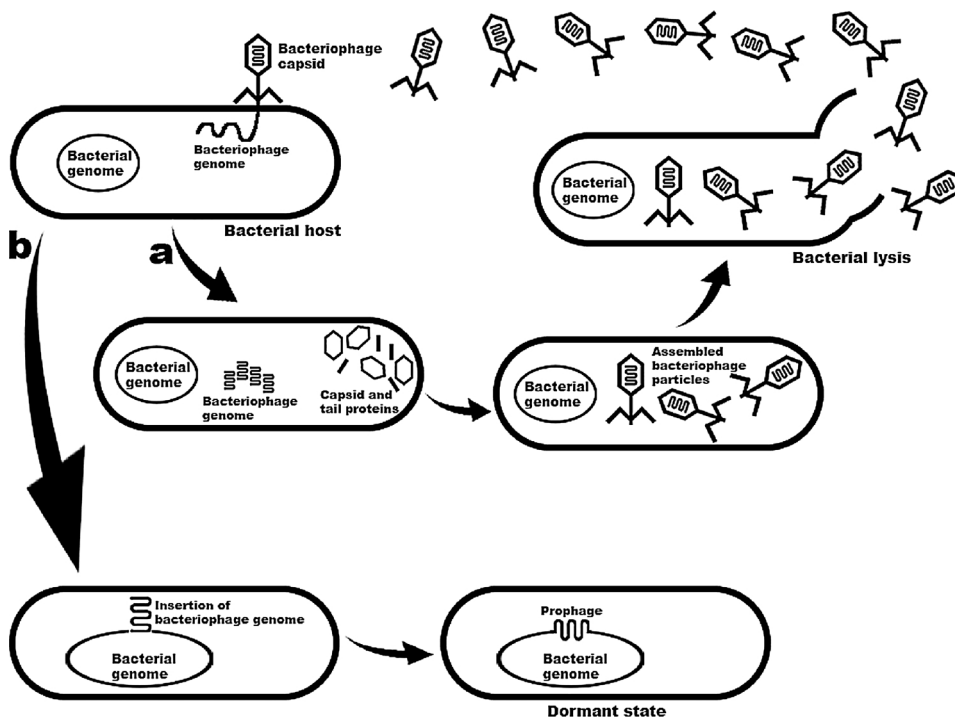 Bacteriophage
capsid
Bacterial
genome
Bacteriophage
genome
Bacterial host
b
a
Bacterial
genome
Bacterial lysis
Bacterial
genome
Bacteriophage
genome
Capsid and
tail proteins
Bacterial
genome
Assembled
bacteriophage
particles
Insertion of
bacteriophage genome
Bacterial
genome
Prophage
Bacterial
genome
Dormant state